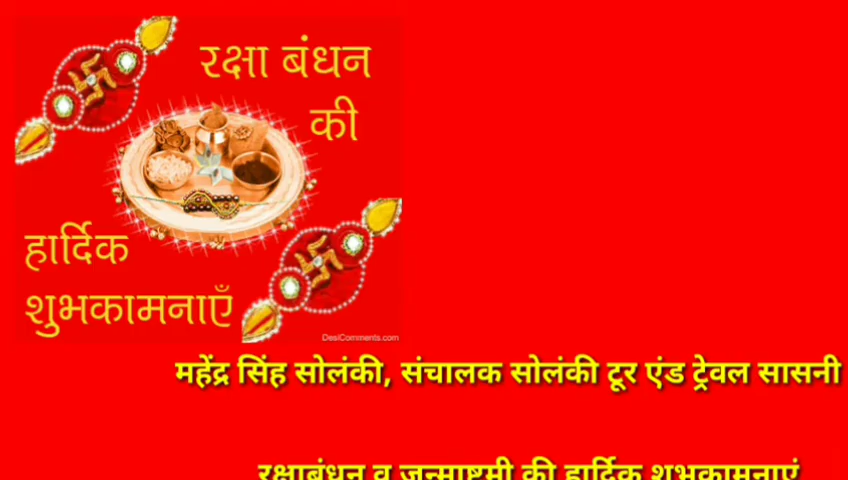 रक्षा बंधन
की
हार्दिक
शुभकामनाएँ
DesiComments.com
महेंद्र सिंह सोलंकी, संचालक सोलंकी टूर एंड ट्रेवल सासनी
रक्षाबंधन व जन्माष्टमी की हार्दिक शुभकामनाएं